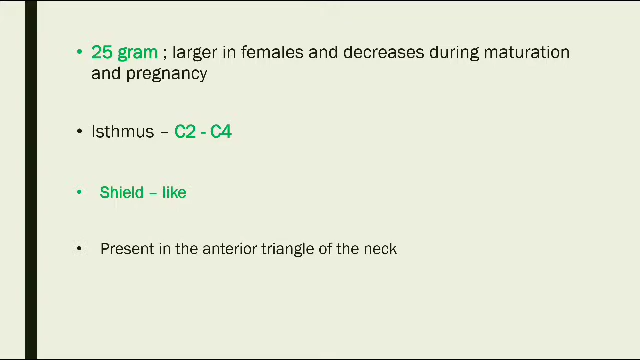 • 25 gram ; larger in females and decreases during maturation
and pregnancy
• Isthmus – C2 - C4
• Shield – like
• Present in the anterior triangle of the neck